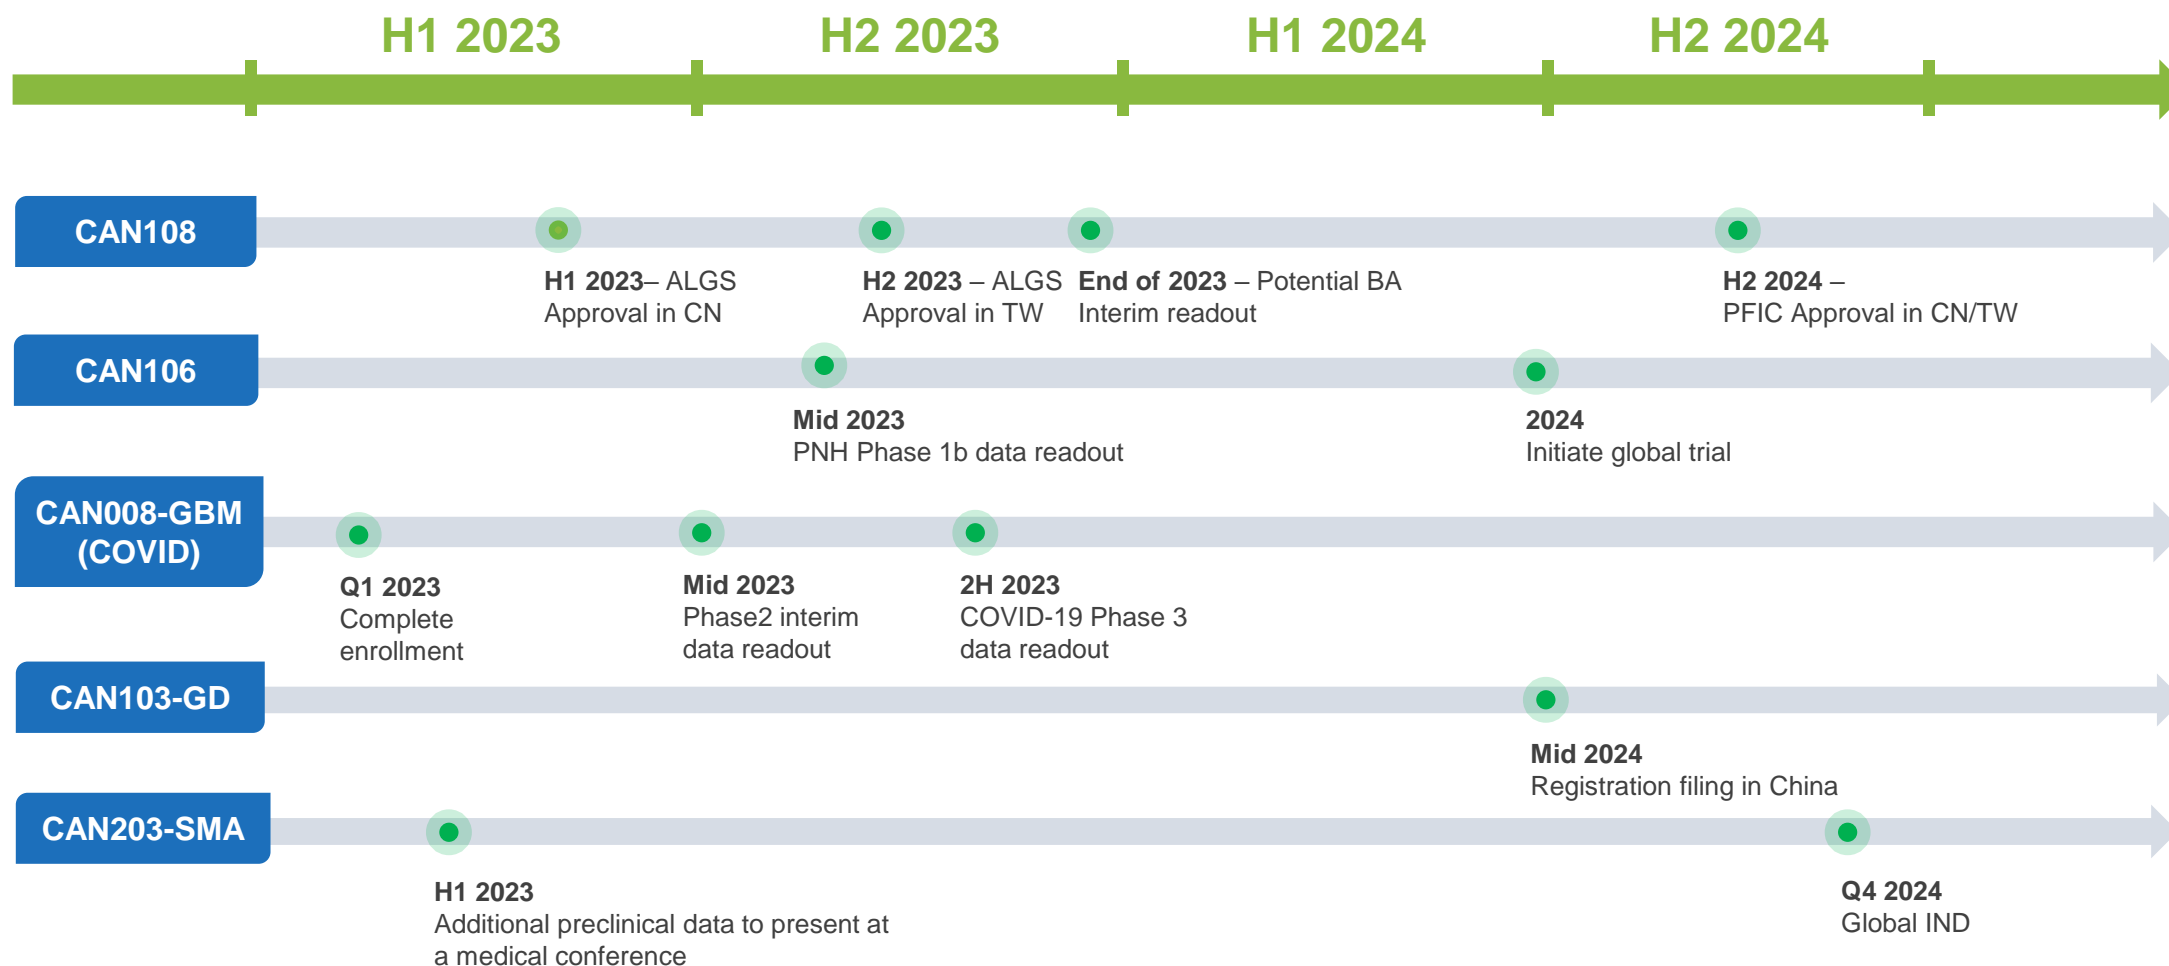 H1 2023
H2 2023
H1 2024
H2 2024
CAN108
H1 2023– ALGS
Approval in CN
H2 2023 – ALGS
Approval in TW
End of 2023 – Potential BA
Interim readout
H2 2024 –
PFIC Approval in CN/TW
CAN106
Mid 2023
PNH Phase 1b data readout
2024
Initiate global trial
CAN008-GBM
(COVID)
Q1 2023
Complete
enrollment
Mid 2023
Phase2 interim
data readout
2H 2023
COVID-19 Phase 3
data readout
CAN103-GD
Mid 2024
Registration filing in China
CAN203-SMA
H1 2023
Additional preclinical data to present at
a medical conference
Q4 2024
Global IND